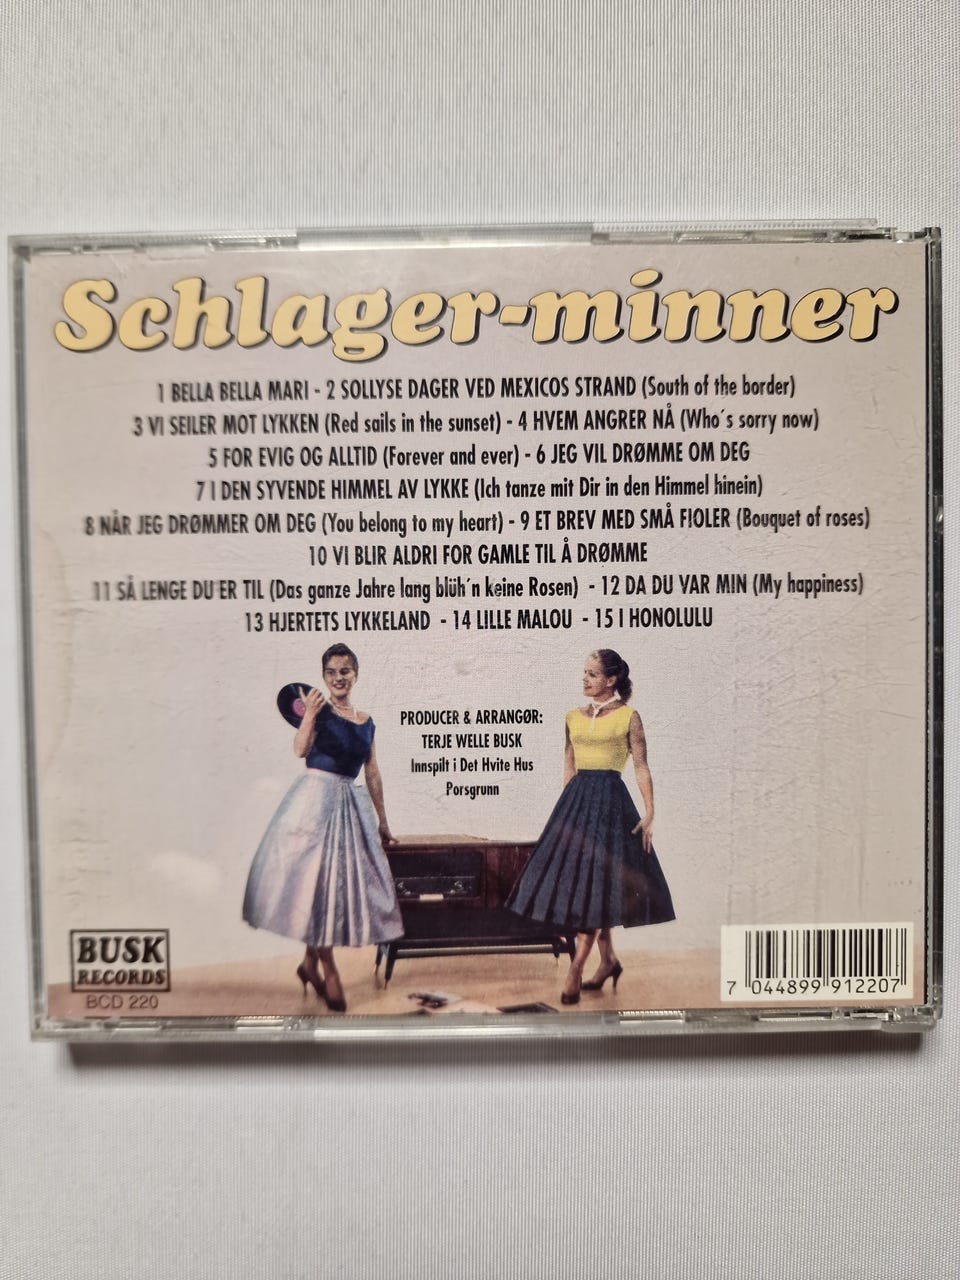 Schlager-minner
1 BELLA BELLA MARI - 2 SOLLYSE DAGER VED MEXICOS STRAND (South of the border)
3 VI SEILER MOT LYKKEN (Red sails in the sunset) - 4 HVEM ANGRER NÅ (Who´s sorry now)
5 FOR EVIG OG ALLTID (Forever and ever) - 6 JEG VIL DRØMME OM DEG
7 I DEN SYVENDE HIMMEL AV LYKKE (Ich tanze mit Dir in den Himmel hinein)
8 NÅR JEG DRØMMER OM DEG (You belong to my heart) - 9 ET BREV MED SMÅ FIOLER (Bouquet of roses)
10 VI BLIR ALDRI FOR GAMLE TIL Å DRØMME
11 SÅ LENGE DU ER TIL (Das ganze Jahre lang blüh´n keine Rosen) - 12 DA DU VAR MIN (My happiness)
13 HJERTETS LYKKELAND - 14 LILLE MALOU - 15 I HONOLULU
PRODUCER & ARRANGØR:
TERJE WELLE BUSK
Innspilt i Det Hvite Hus
Porsgrunn
BUSK
RECORDS
BCD 220
7 044899 912207